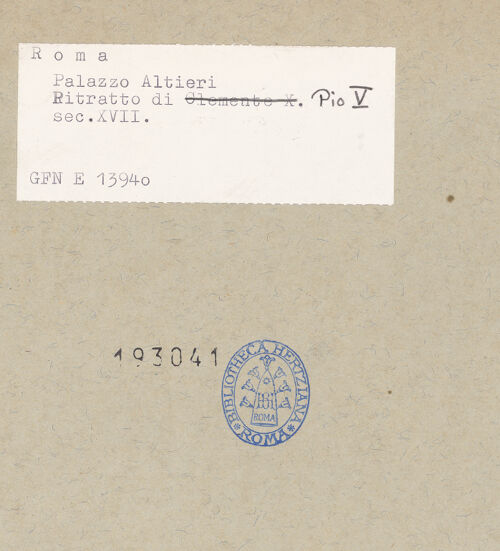 Roma
Palazzo Altieri
Ritratto di Clemente X. Pio V
sec.XVII.
GFN E 13940
193041
BIBLIOTHECA HERTZIANA
ROMA
* ROMA *